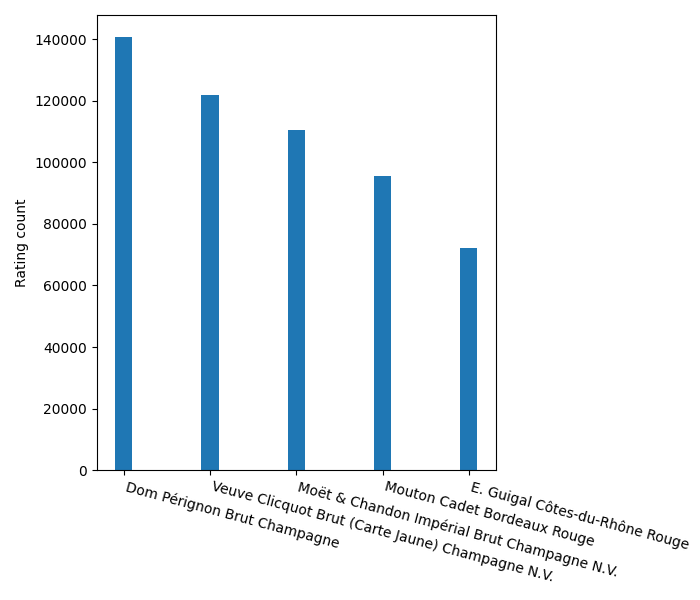 140000
120000
100000
80000
60000
40000
20000
0
Rating count
Dom Pérignon Brut Champagne
Veuve Clicquot Brut (Carte Jaune) Champagne N.V.
Moët & Chandon Impérial Brut Champagne N.V.
Mouton Cadet Bordeaux Rouge
E. Guigal Côtes-du-Rhône Rouge